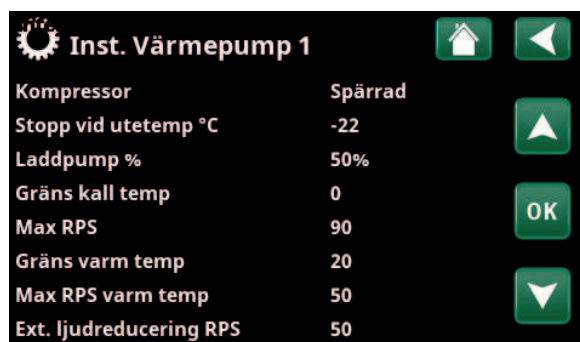 Inst. Värmepump 1
Kompressor Spärrad
Stopp vid utetemp °C -22
Laddpump % 50%
Gräns kall temp 0
Max RPS 90
OK
Gräns varm temp 20
Max RPS varm temp 50
Ext. ljudreducering RPS 50